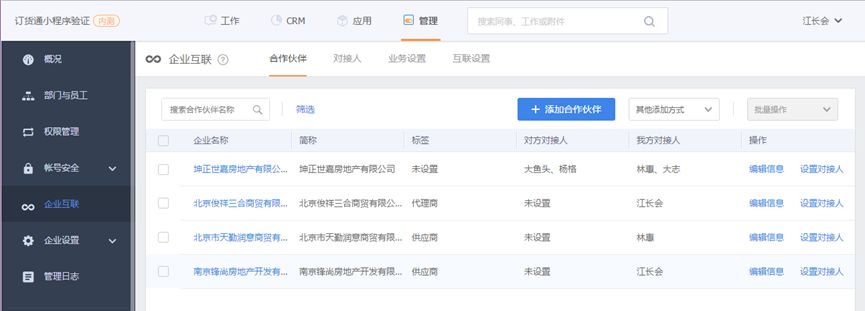 订货通小程序验证 内测 工作 CRM 应用 管理 搜索同事、工作或附件 江长会
概况
部门与员工
权限管理
帐号安全
企业互联
企业设置
管理日志
企业互联 ? 合作伙伴 对接人 业务设置 互联设置
搜索合作伙伴名称 筛选 + 添加合作伙伴 其他添加方式 批量操作
企业名称 简称 标签 对方对接人 我方对接人 操作
坤正世嘉房地产有限公... 坤正世嘉房地产有限公司 未设置 大鱼头、杨格 林惠、大志 编辑信息 设置对接人
北京俊祥三合商贸有限... 北京俊祥三合商贸有限公... 代理商 未设置 江长会 编辑信息 设置对接人
北京市天勤润意商贸有... 北京市天勤润意商贸有限... 供应商 未设置 林惠 编辑信息 设置对接人
南京锋尚房地产开发有... 南京锋尚房地产开发有限... 供应商 未设置 江长会 编辑信息 设置对接人